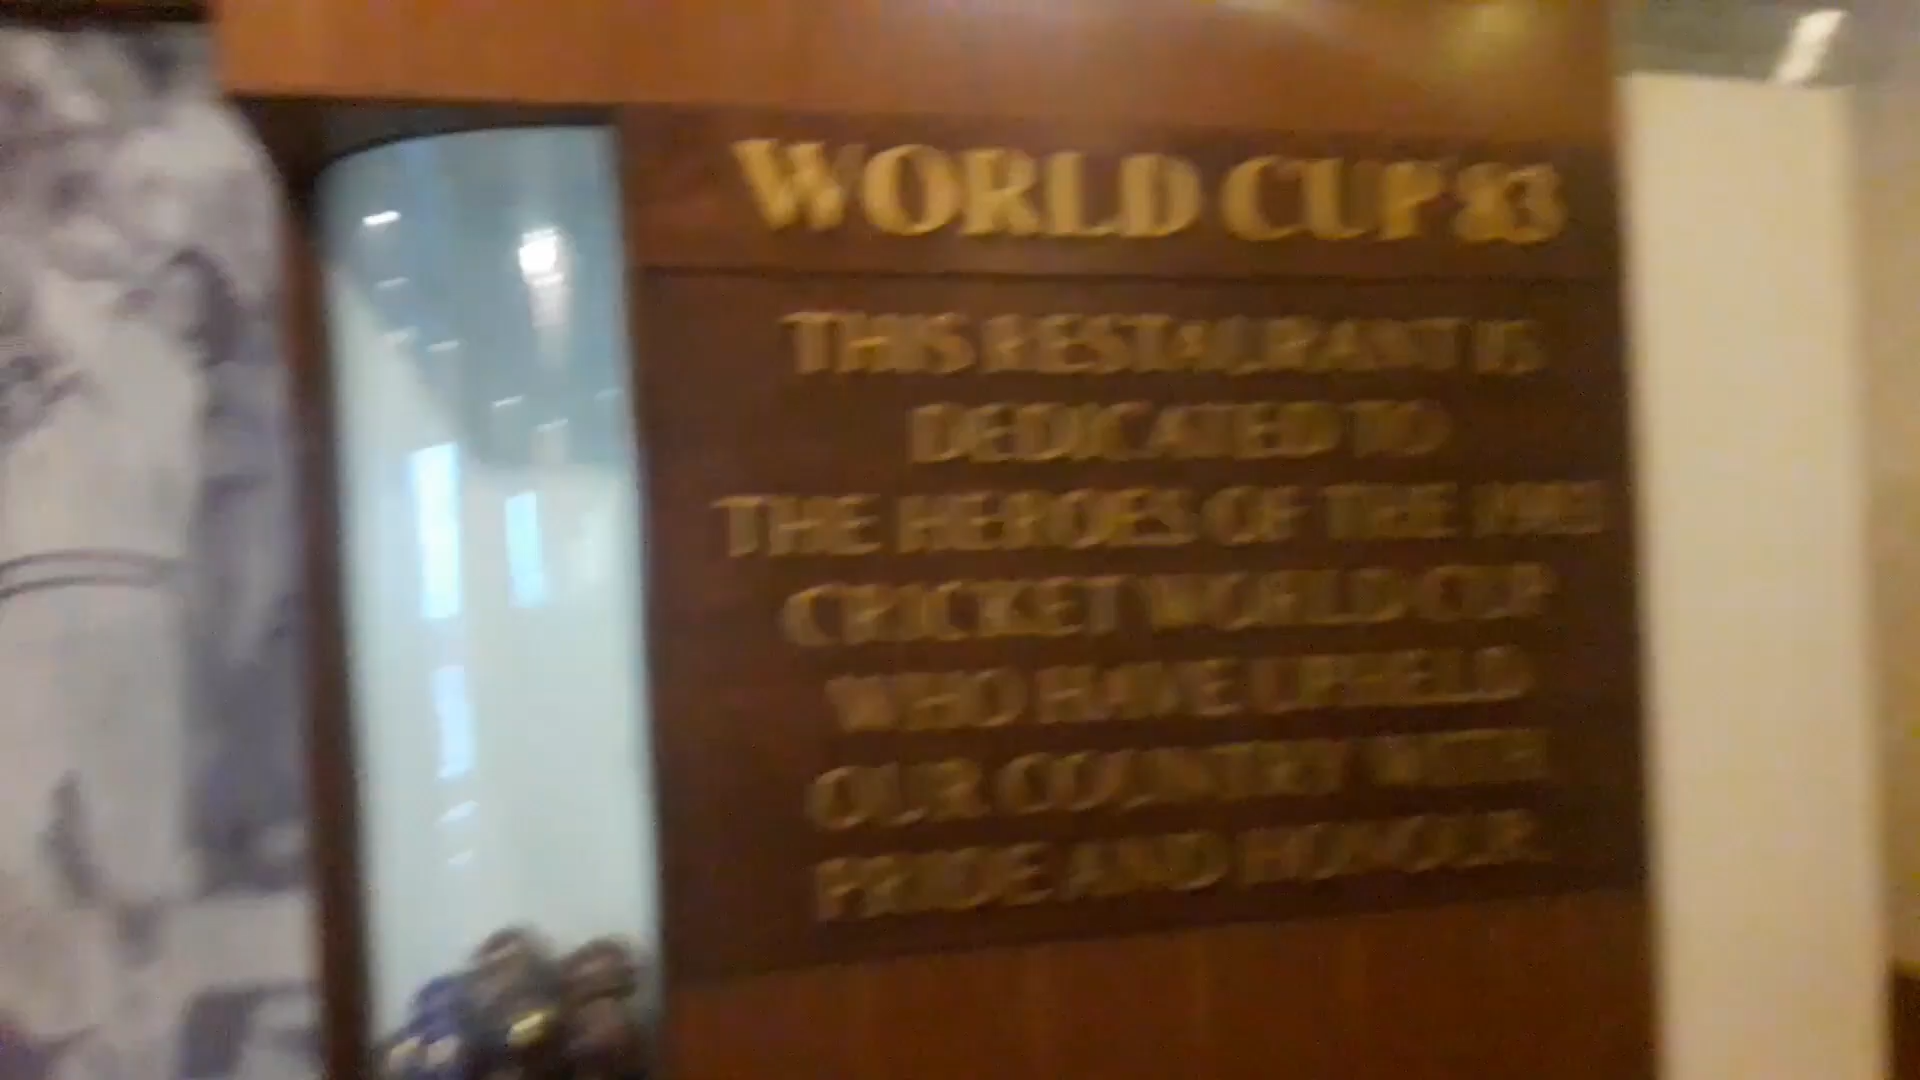 WORLD CUP '83
THIS RESTAURANT IS
DEDICATED TO
THE HEROES OF THE 1983
CRICKET WORLD CUP
WHO HAVE UPHELD
OUR COUNTRY WITH
PRIDE AND HONOUR